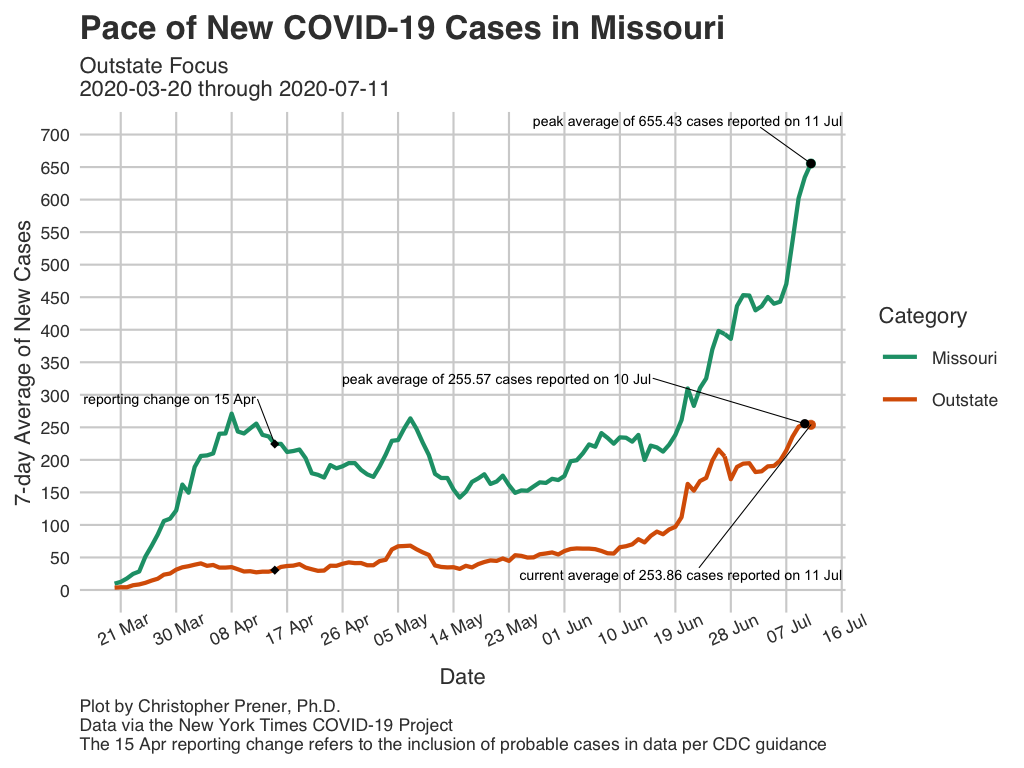 Pace of New COVID-19 Cases in Missouri
Outstate Focus
2020-03-20 through 2020-07-11
peak average of 655.43 cases reported on 11 Jul
700
650
600
550
500
450
400
350
300
250
200
150
100
50
0
7-day Average of New Cases
peak average of 255.57 cases reported on 10 Jul
reporting change on 15 Apr
current average of 253.86 cases reported on 11 Jul
Category
Missouri
Outstate
21 Mar
30 Mar
08 Apr
17 Apr
26 Apr
05 May
14 May
23 May
01 Jun
10 Jun
19 Jun
28 Jun
07 Jul
16 Jul
Date
Plot by Christopher Prener, Ph.D.
Data via the New York Times COVID-19 Project
The 15 Apr reporting change refers to the inclusion of probable cases in data per CDC guidance